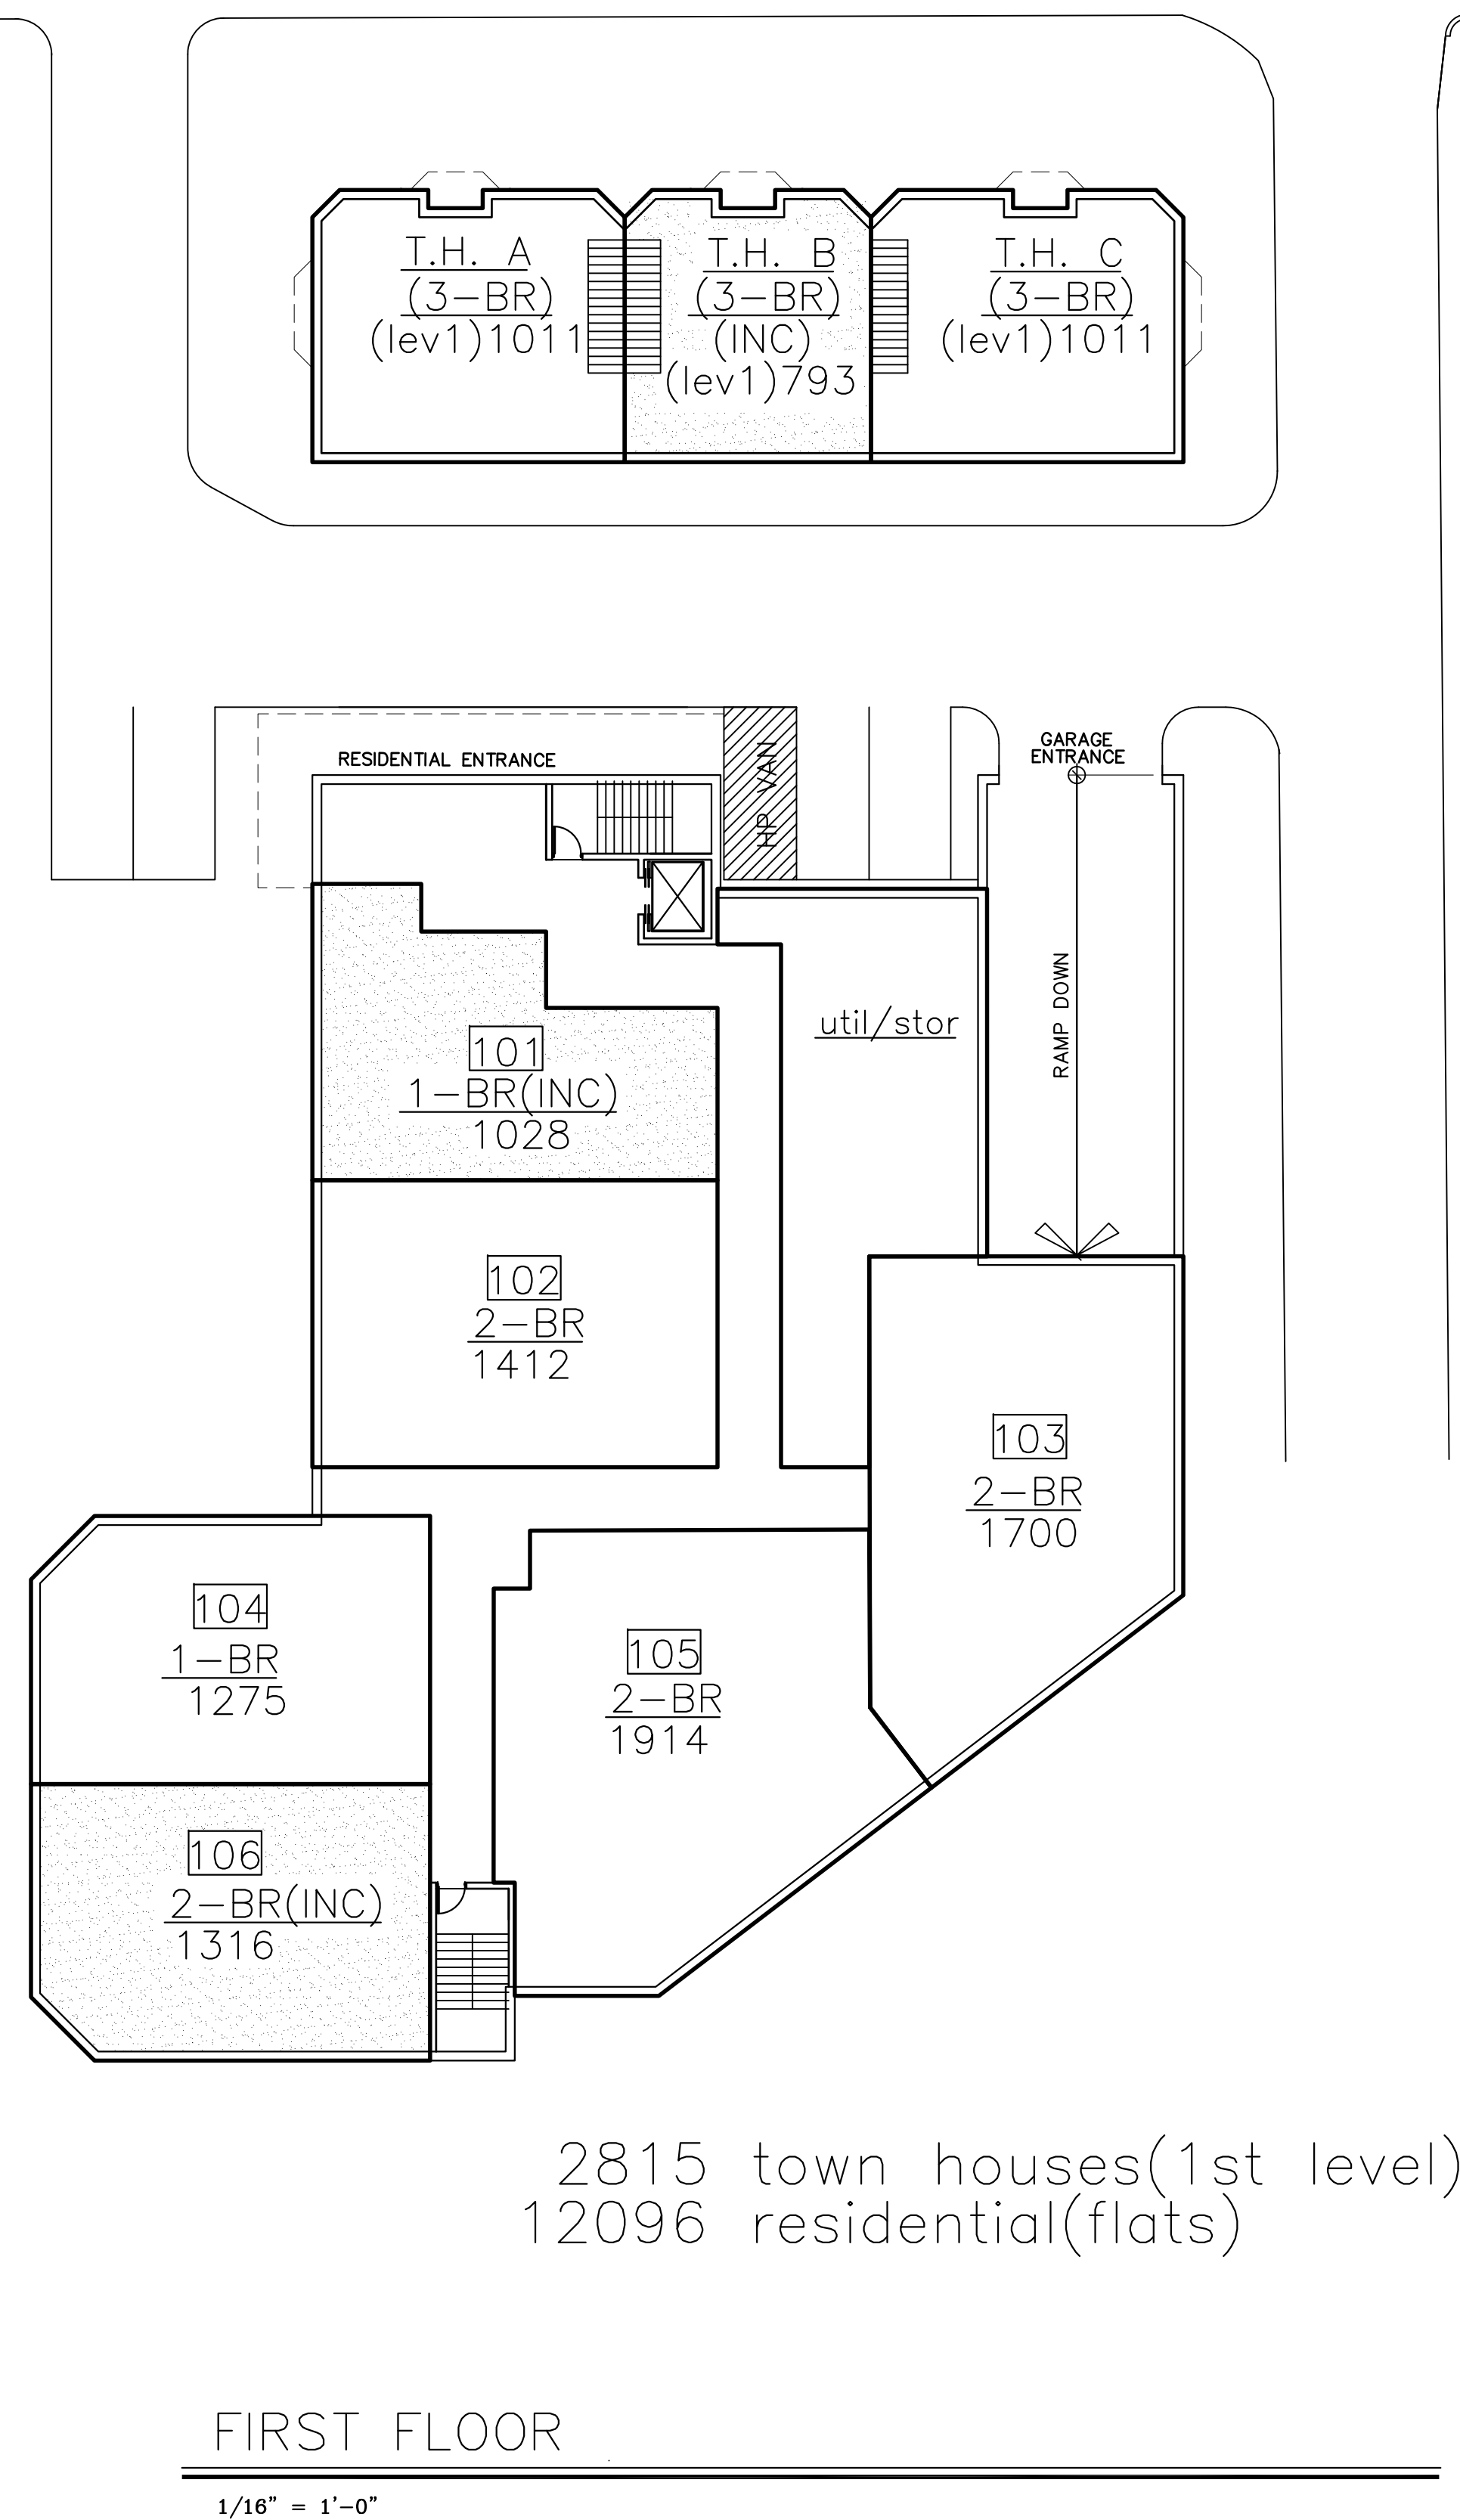 T.H. A
(3-BR)
(lev1)1011
T.H. B
(3-BR)
(INC)
(lev1)793
T.H. C
(3-BR)
(lev1)1011
RESIDENTIAL ENTRANCE
HP VAN
GARAGE
ENTRANCE
RAMP DOWN
util/stor
101
1-BR(INC)
1028
102
2-BR
1412
103
2-BR
1700
104
1-BR
1275
105
2-BR
1914
106
2-BR(INC)
1316
2815 town houses(1st level)
12096 residential(flats)
FIRST FLOOR
1/16" = 1'-0"